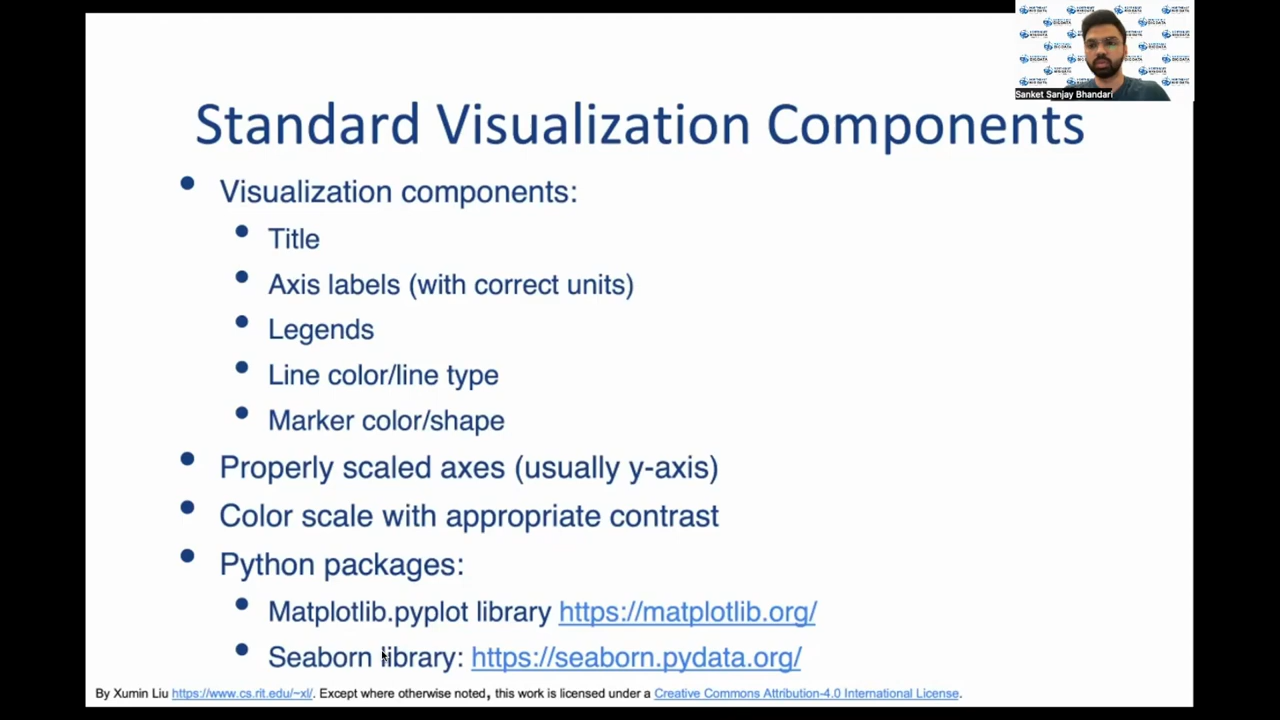 Sanket Sanjay Bhandari
Standard Visualization Components
• Visualization components:
• Title
• Axis labels (with correct units)
• Legends
• Line color/line type
• Marker color/shape
• Properly scaled axes (usually y-axis)
• Color scale with appropriate contrast
• Python packages:
• Matplotlib.pyplot library https://matplotlib.org/
• Seaborn library: https://seaborn.pydata.org/
By Xumin Liu https://www.cs.rit.edu/~xl/. Except where otherwise noted, this work is licensed under a Creative Commons Attribution-4.0 International License.